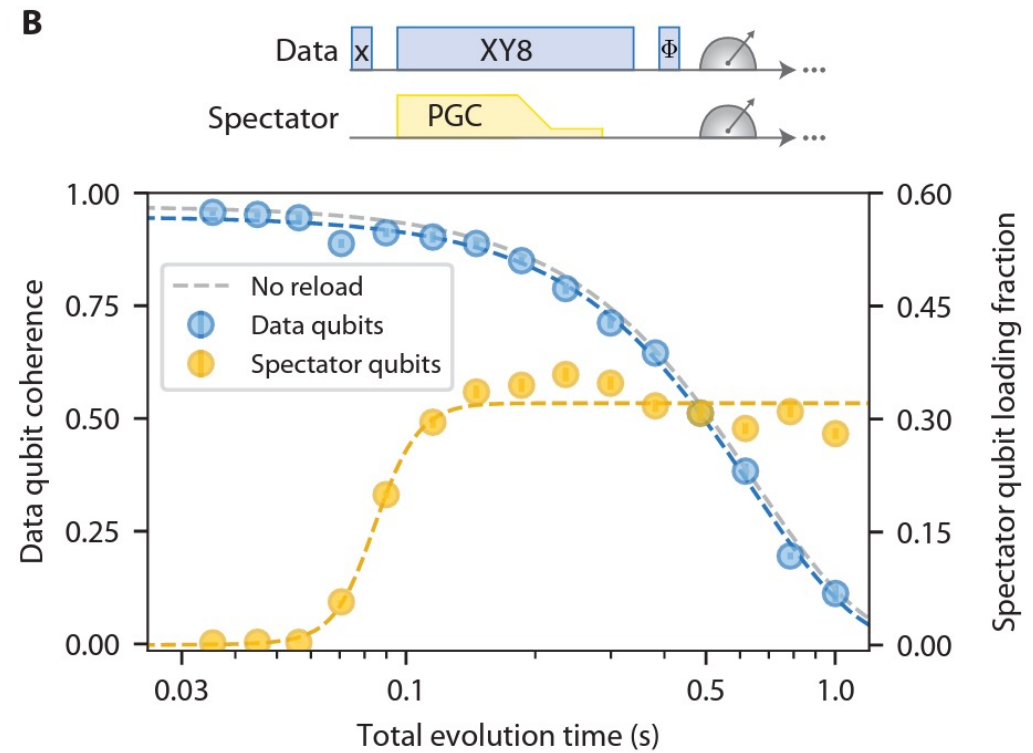 B
Data x XY8 Φ ...
Spectator PGC ...
1.00 0.60
0.75 0.45
0.50 0.30
0.25 0.15
0.00 0.00
Data qubit coherence
Spectator qubit loading fraction
No reload
Data qubits
Spectator qubits
0.03 0.1 0.5 1.0
Total evolution time (s)